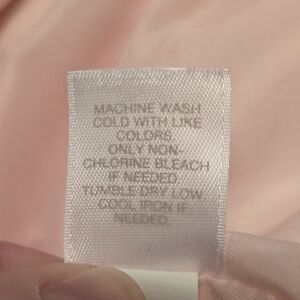 MACHINE WASH
COLD WITH LIKE
COLORS.
ONLY NON-
CHLORINE BLEACH
IF NEEDED.
TUMBLE DRY LOW
COOL IRON IF
NEEDED.